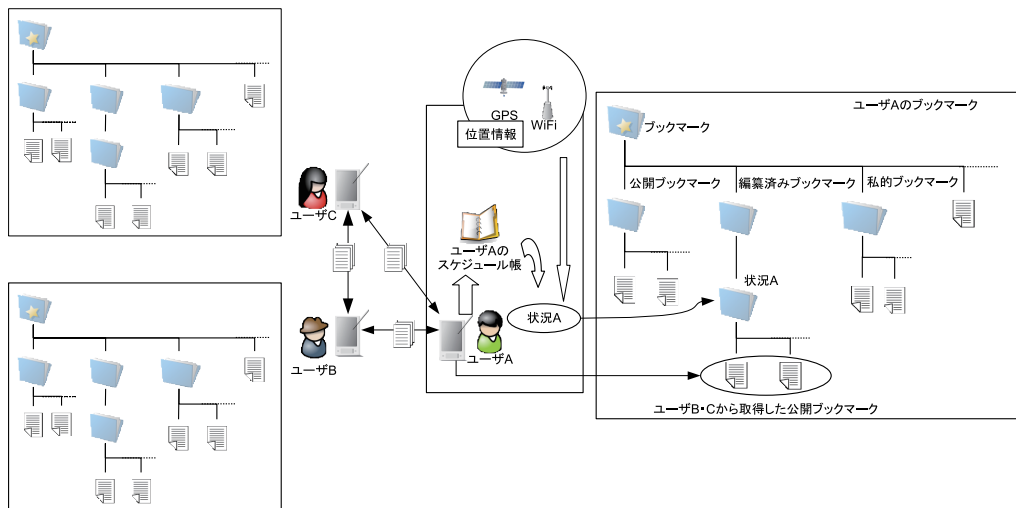 GPS
WiFi
位置情報
ユーザC
ユーザAの
スケジュール帳
状況A
ユーザB
ユーザA
ユーザAのブックマーク
ブックマーク
公開ブックマーク
編纂済みブックマーク
私的ブックマーク
状況A
ユーザB・Cから取得した公開ブックマーク